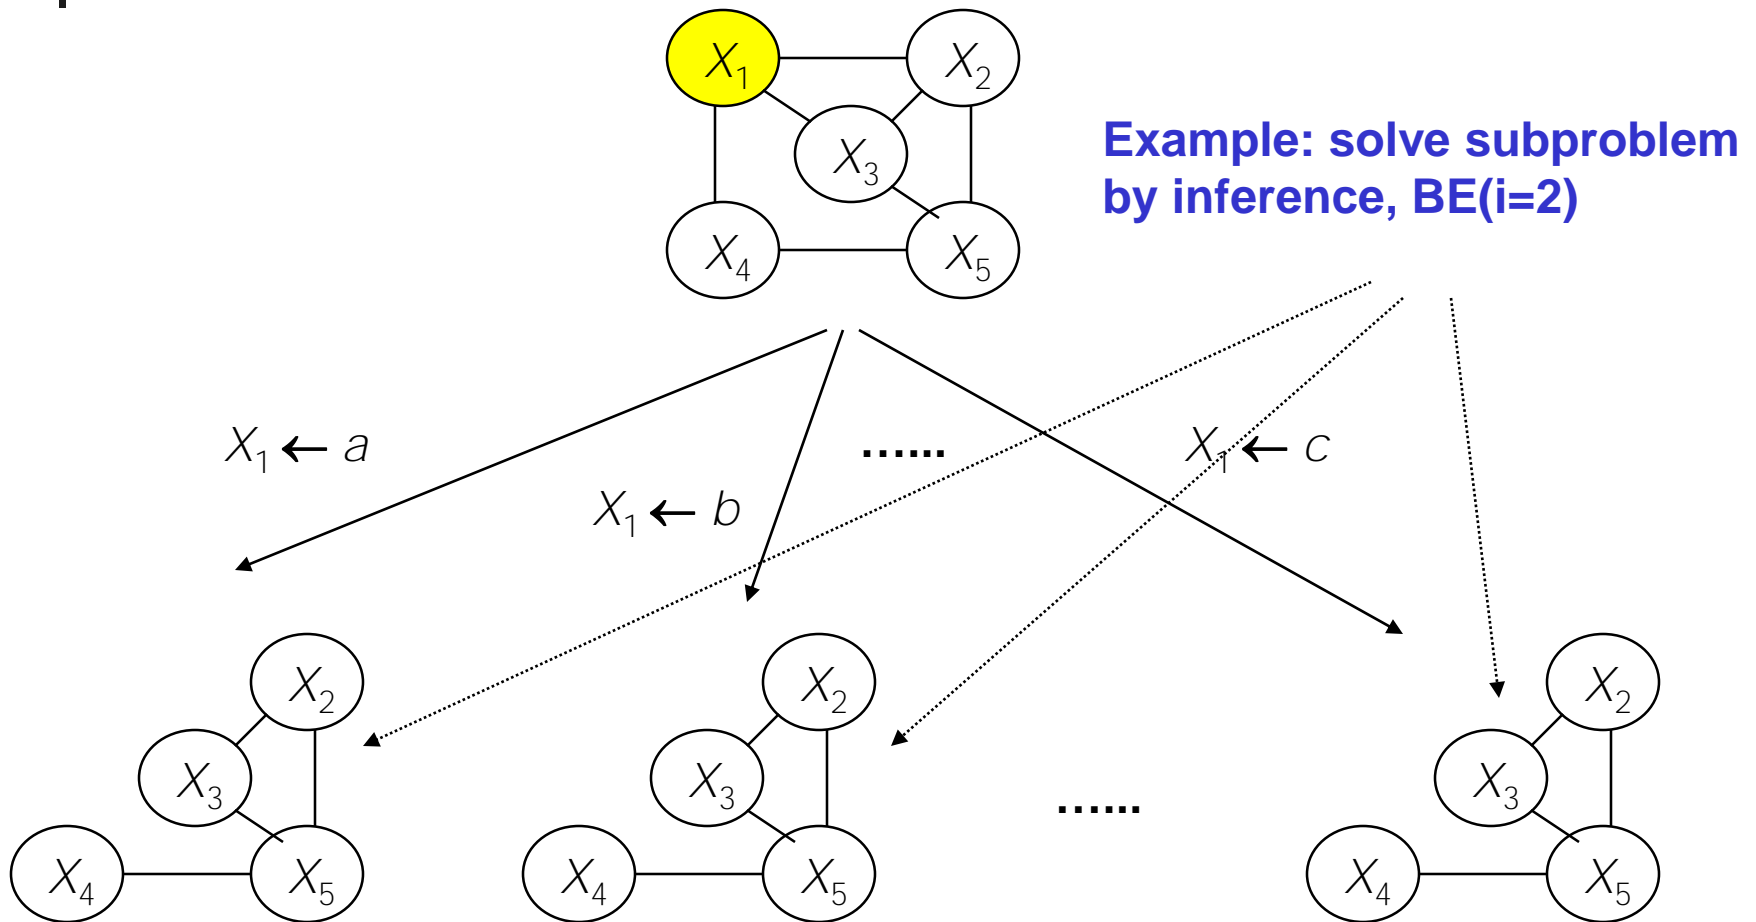 X1 X2
Example: solve subproblem
by inference, BE(i=2)
X3
X4 X5
X1 ← a
…...
X1 ← c
X1 ← b
X2 X2 X2
X3 X3 X3
…...
X4 X5 X4 X5 X4 X5